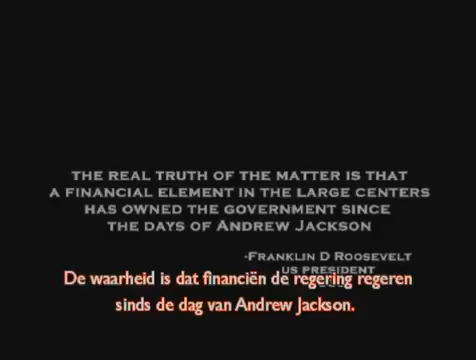 THE REAL TRUTH OF THE MATTER IS THAT
A FINANCIAL ELEMENT IN THE LARGE CENTERS
HAS OWNED THE GOVERNMENT SINCE
THE DAYS OF ANDREW JACKSON
-FRANKLIN D ROOSEVELT
US PRESIDENT
De waarheid is dat financiën de regering regeren
sinds de dag van Andrew Jackson.